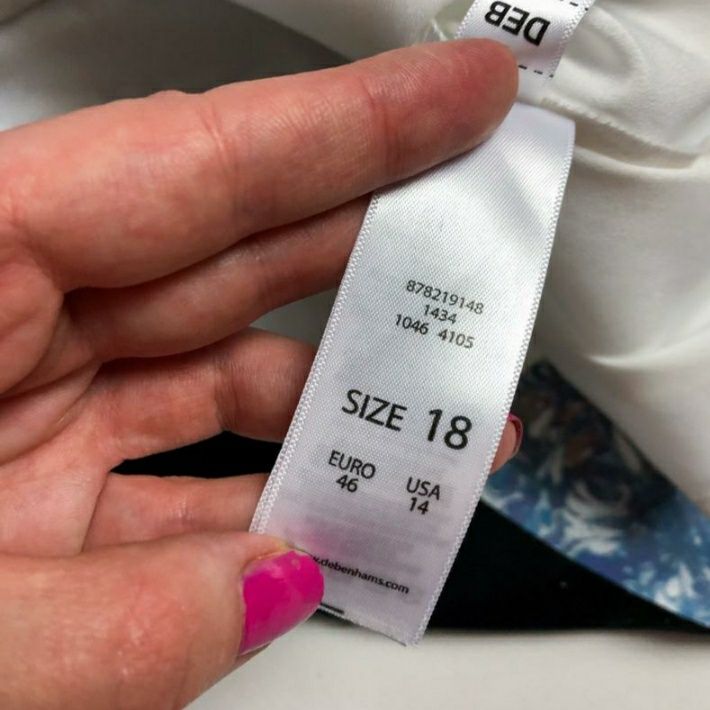 DEB
878219148
1434
1046 4105
SIZE 18
EURO USA
46 14
.debenhams.com